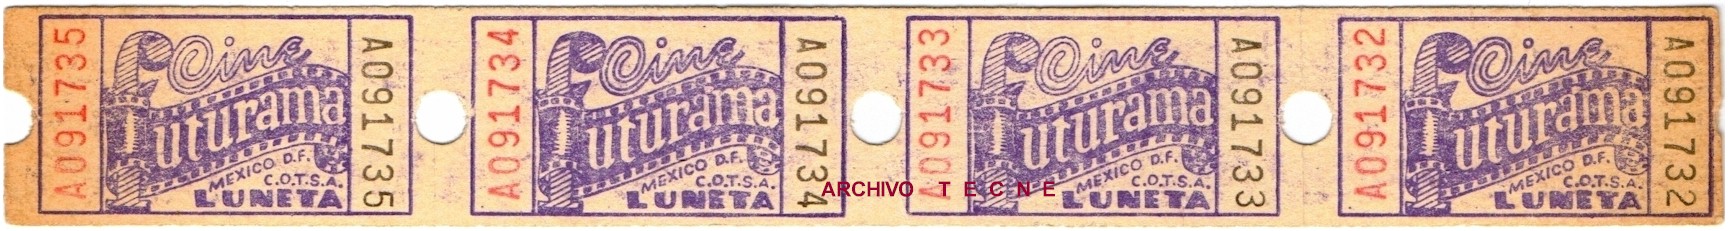 A091735
Cine
Futurama
MEXICO D.F.
C.O.T.S.A.
LUNETA
A091735
A091734
Cine
Futurama
MEXICO D.F.
C.O.T.S.A.
LUNETA
A091734
A091733
Cine
Futurama
MEXICO D.F.
C.O.T.S.A.
LUNETA
A091733
A091732
Cine
Futurama
MEXICO D.F.
C.O.T.S.A.
LUNETA
A091732
ARCHIVO T E C N E